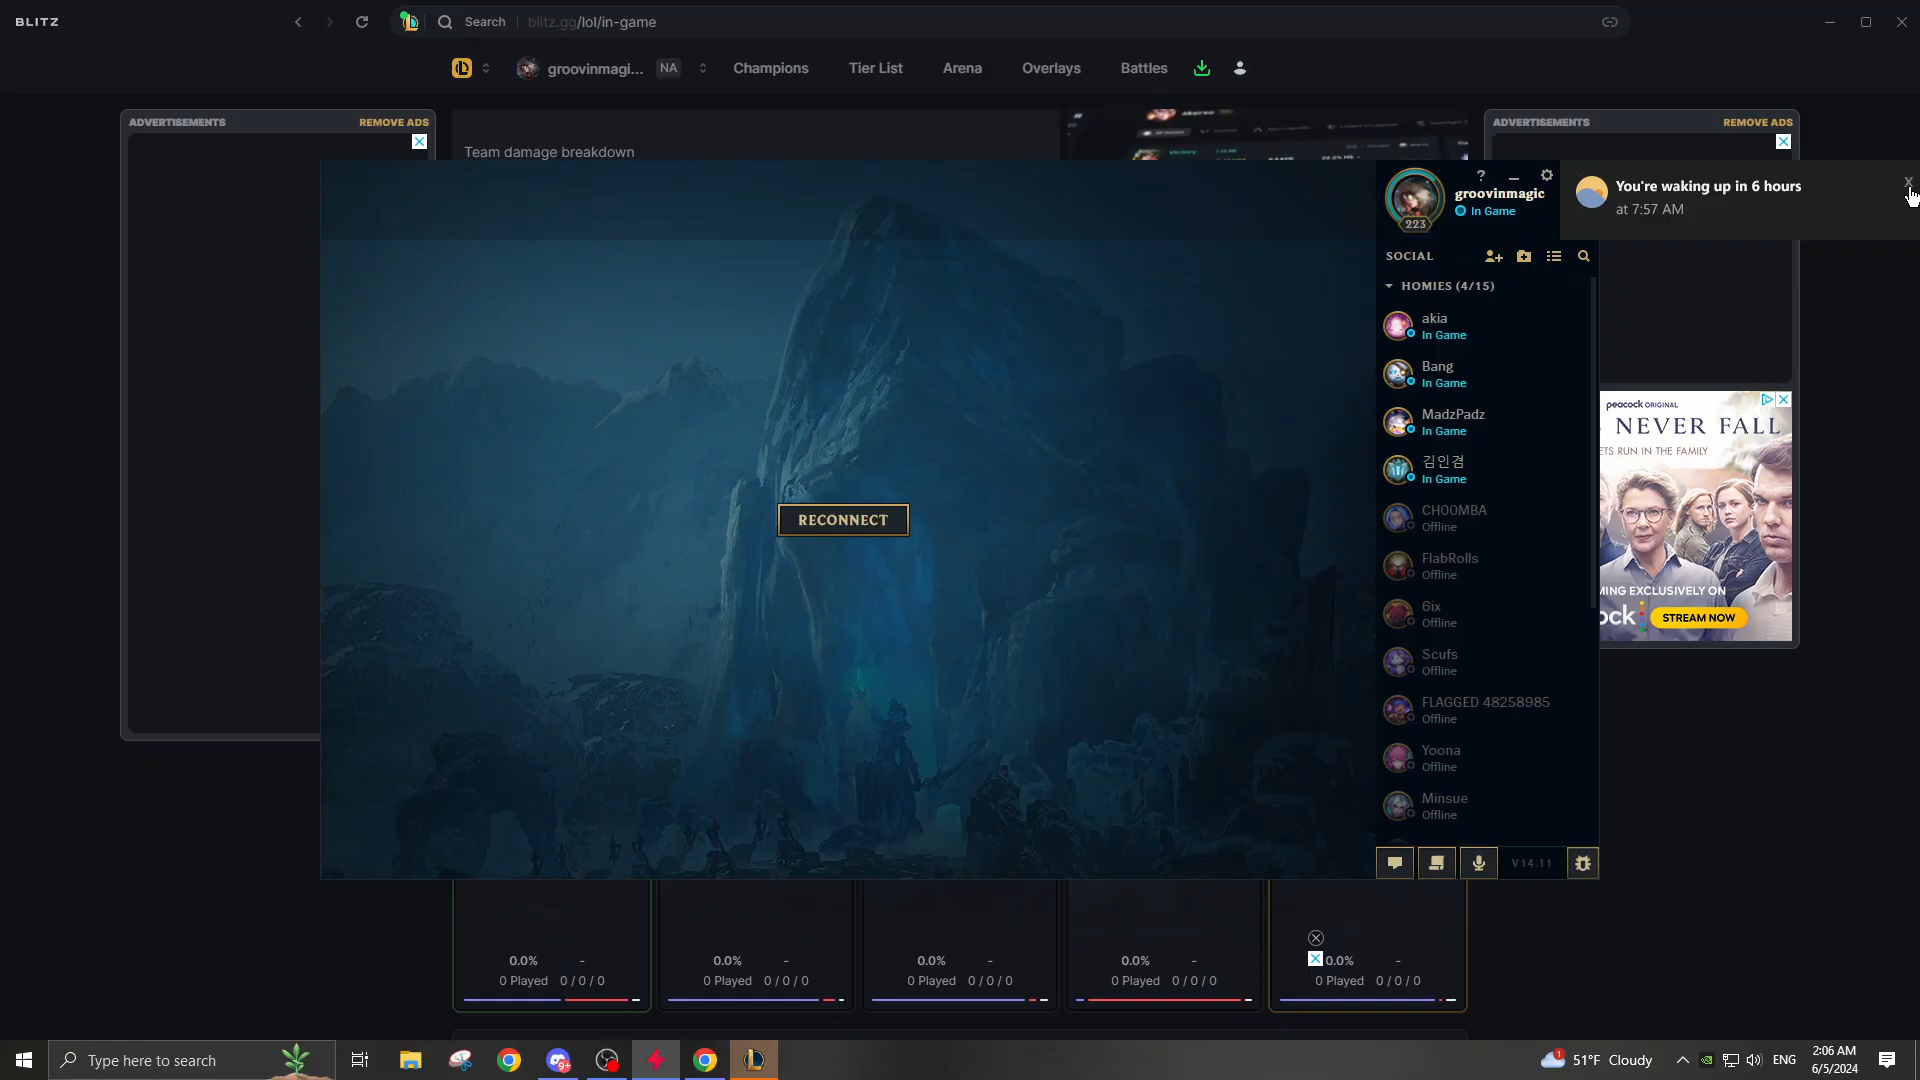 BLITZ
Search blitz.gg/lol/in-game
groovinmagi... NA Champions Tier List Arena Overlays Battles
ADVERTISEMENTS REMOVE ADS
ADVERTISEMENTS REMOVE ADS
Team damage breakdown
You're waking up in 6 hours
at 7:57 AM
X
?
groovinmagic
In Game
223
SOCIAL
HOMIES (4/15)
akia
In Game
Bang
In Game
MadzPadz
In Game
김인겸
In Game
CH00MBA
Offline
FlabRolls
Offline
6ix
Offline
Scufs
Offline
FLAGGED 48258985
Offline
Yoona
Offline
Minsue
Offline
V14.11
RECONNECT
peacock ORIGINAL
NEVER FALL
ETS RUN IN THE FAMILY
MING EXCLUSIVELY ON
ock STREAM NOW
0.0% -
0 Played 0 / 0 / 0
0.0% -
0 Played 0 / 0 / 0
0.0% -
0 Played 0 / 0 / 0
0.0% -
0 Played 0 / 0 / 0
0.0% -
0 Played 0 / 0 / 0
Type here to search
9+
1
51°F Cloudy
ENG
2:06 AM
6/5/2024